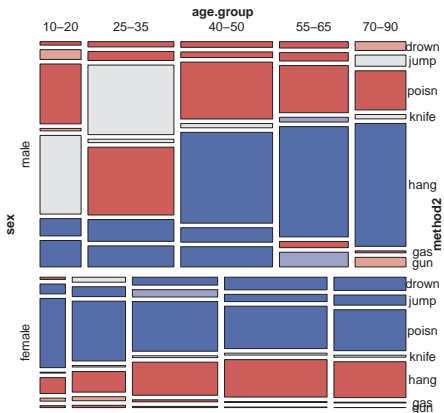 age.group
10–20 25–35 40–50 55–65 70–90
sex
male
female
method2
drown
jump
poisn
knife
hang
gas
gun
drown
jump
poisn
knife
hang
gas
gun